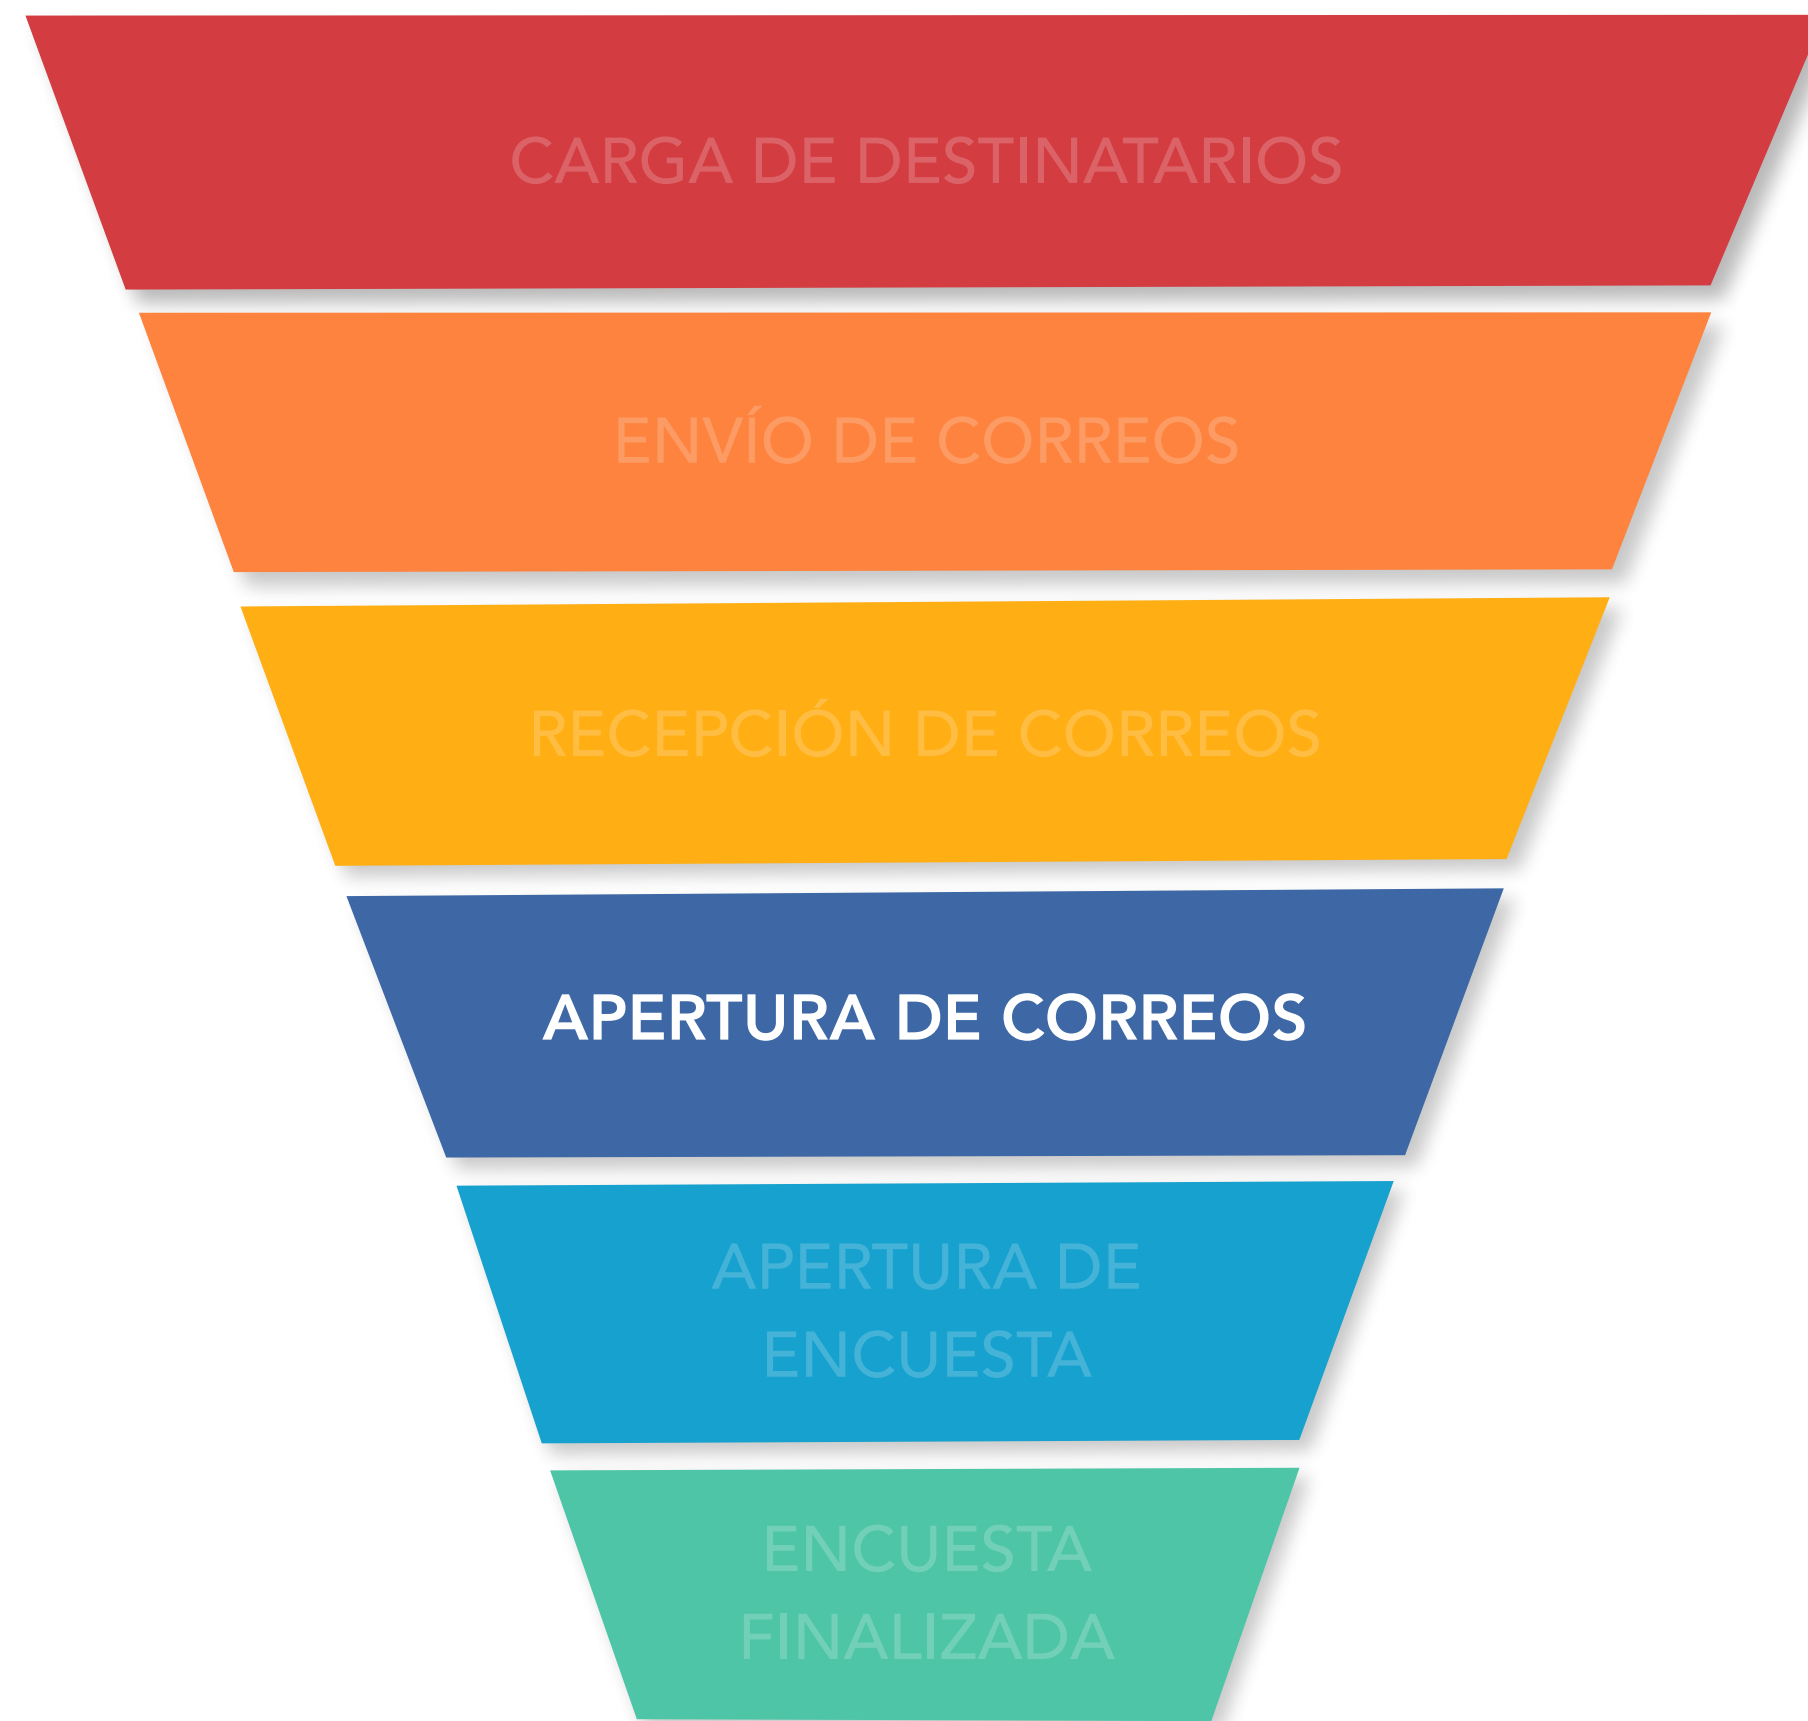 CARGA DE DESTINATARIOS
ENVÍO DE CORREOS
RECEPCIÓN DE CORREOS
APERTURA DE CORREOS
APERTURA DE
ENCUESTA
ENCUESTA
FINALIZADA